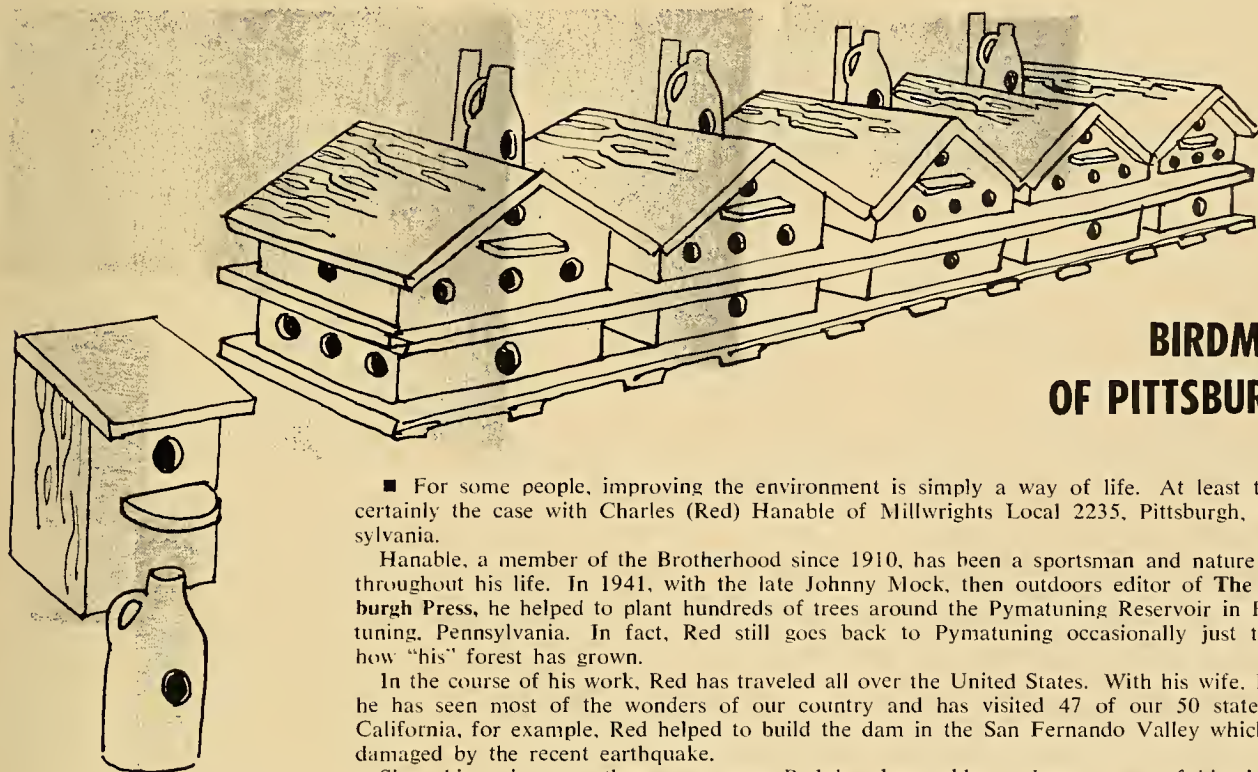 BIRDM
OF PITTSBUR
■ For some people, improving the environment is simply a way of life. At least t
certainly the case with Charles (Red) Hanable of Millwrights Local 2235, Pittsburgh,
sylvania.
Hanable, a member of the Brotherhood since 1910, has been a sportsman and nature
throughout his life. In 1941, with the late Johnny Mock, then outdoors editor of The
burgh Press, he helped to plant hundreds of trees around the Pymatuning Reservoir in
tuning, Pennsylvania. In fact, Red still goes back to Pymatuning occasionally just t
how "his" forest has grown.
In the course of his work, Red has traveled all over the United States. With his wife.
he has seen most of the wonders of our country and has visited 47 of our 50 state
California, for example, Red helped to build the dam in the San Fernando Valley which
damaged by the recent earthquake.